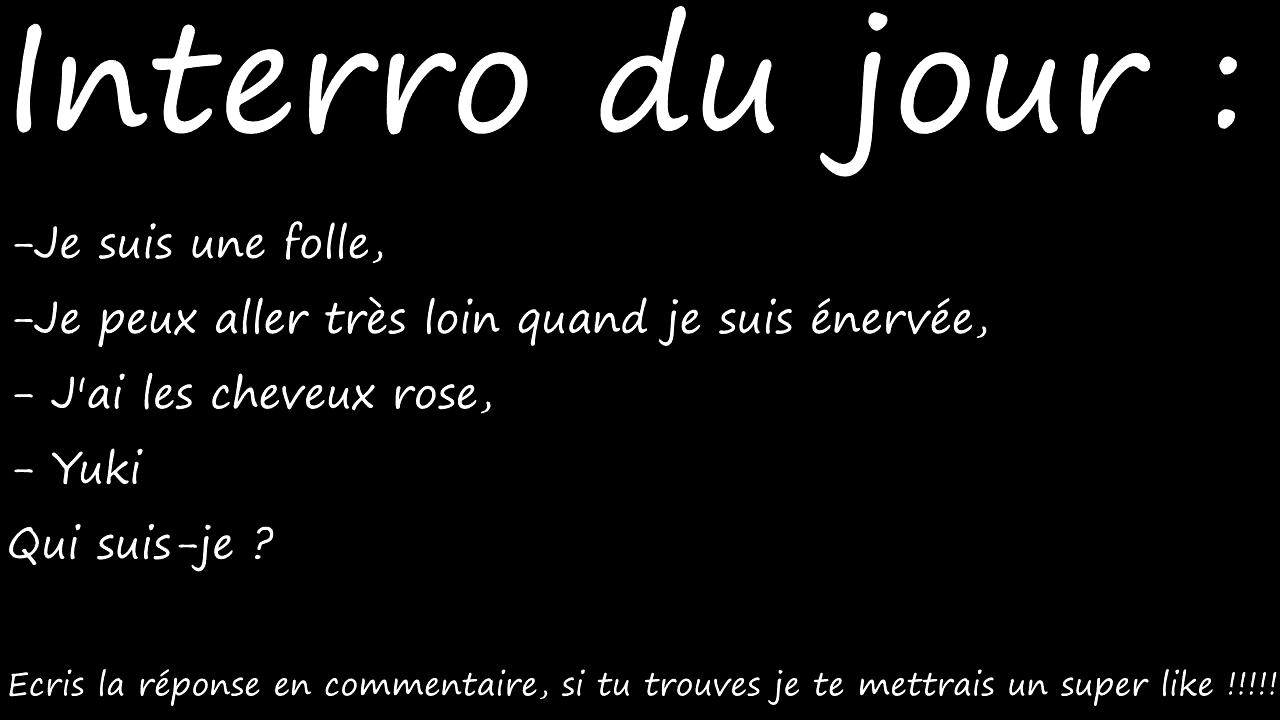 Interro du jour :
-Je suis une folle,
-Je peux aller très loin quand je suis énervée,
- J'ai les cheveux rose,
- Yuki
Qui suis-je ?
Ecris la réponse en commentaire, si tu trouves je te mettrais un super like !!!!!